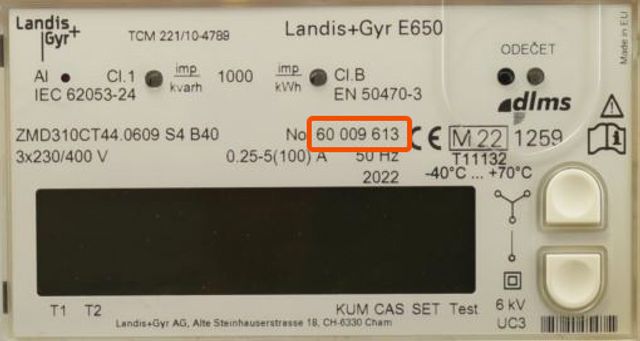 Landis+
Gyr+
TCM 221/10-4789
Landis+Gyr E650
Made in EU
ODEČET
AI Cl.1 imp/kvarh 1000 imp/kWh Cl.B
IEC 62053-24 EN 50470-3
dlms
ZMD310CT44.0609 S4 B40 No 60 009 613 CE M 22 1259
3x230/400 V 0.25-5(100) A 50 Hz T11132
2022 -40°C ... +70°C
T1 T2 KUM CAS SET Test 6 kV
Landis+Gyr AG, Alte Steinhauserstrasse 18, CH-6330 Cham UC3